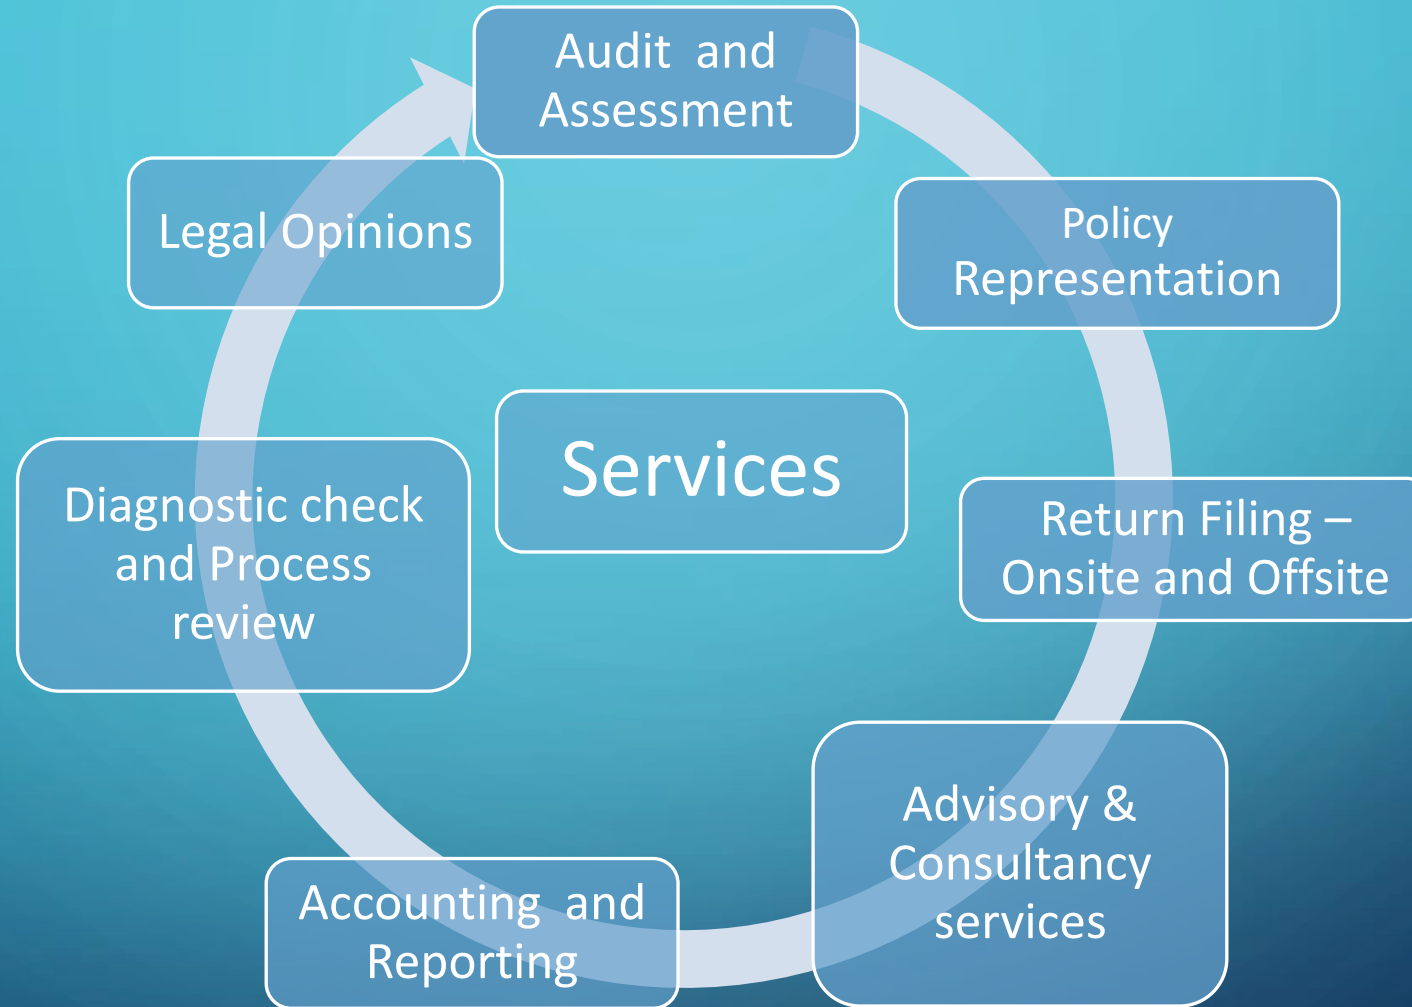 Audit and
Assessment
Policy
Representation
Return Filing –
Onsite and Offsite
Advisory &
Consultancy
services
Accounting and
Reporting
Diagnostic check
and Process
review
Legal Opinions
Services